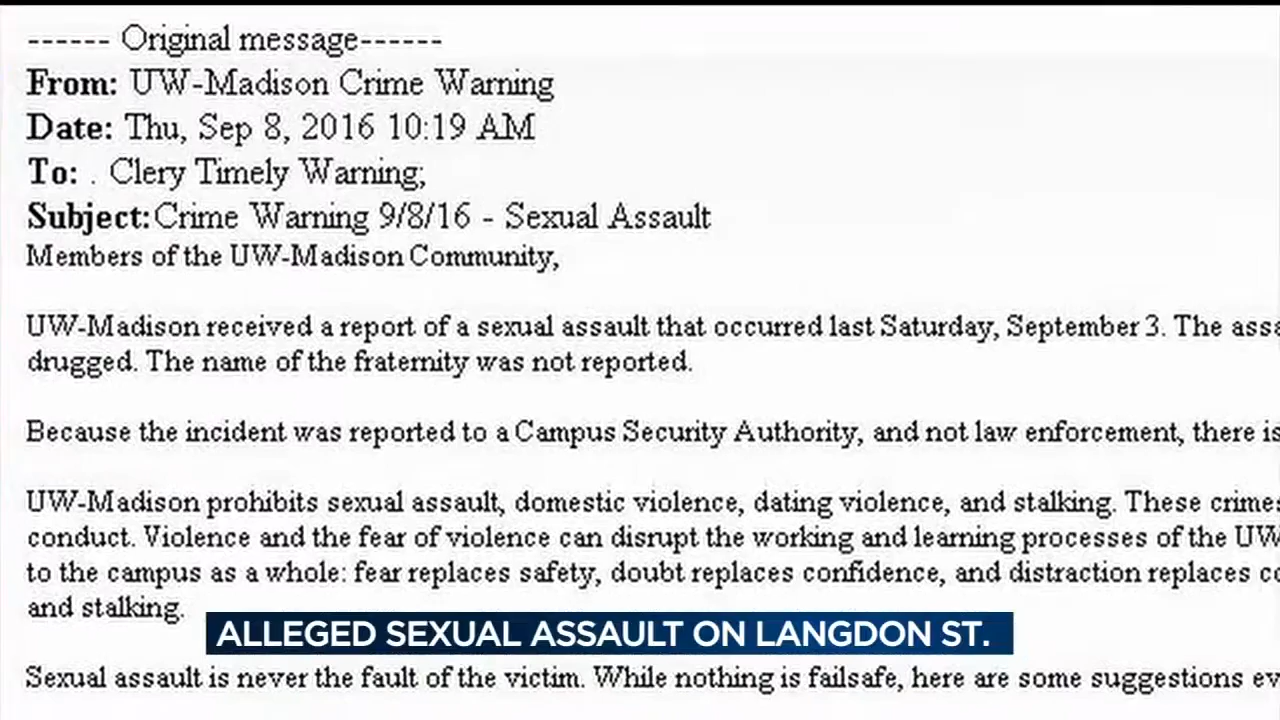 ------ Original message------
From: UW-Madison Crime Warning
Date: Thu, Sep 8, 2016 10:19 AM
To: . Clery Timely Warning;
Subject:Crime Warning 9/8/16 - Sexual Assault
Members of the UW-Madison Community,
UW-Madison received a report of a sexual assault that occurred last Saturday, September 3. The
drugged. The name of the fraternity was not reported.
Because the incident was reported to a Campus Security Authority, and not law enforcement, there is
UW-Madison prohibits sexual assault, domestic violence, dating violence, and stalking. These
conduct. Violence and the fear of violence can disrupt the working and learning processes of the UW
to the campus as a whole: fear replaces safety, doubt replaces confidence, and distraction replaces
and stalking.
ALLEGED SEXUAL ASSAULT ON LANGDON ST.
Sexual assault is never the fault of the victim. While nothing is failsafe, here are some suggestions